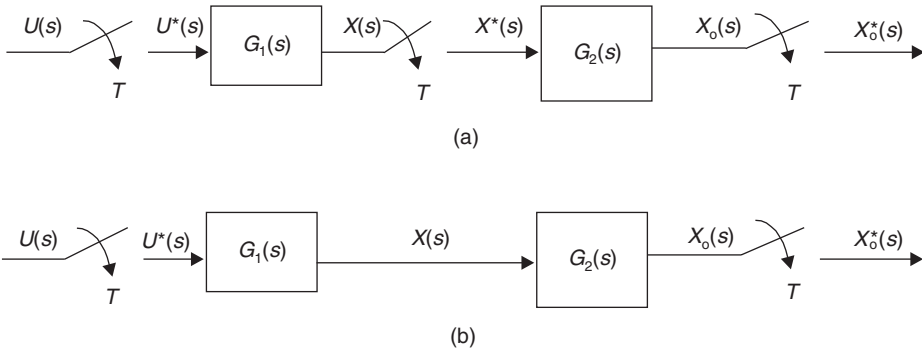 U(s) U*(s) G₁(s) X(s) X*(s) G₂(s) Xₒ(s) Xₒ*(s)
T T T
(a)
U(s) U*(s) G₁(s) X(s) G₂(s) Xₒ(s) Xₒ*(s)
T T
(b)